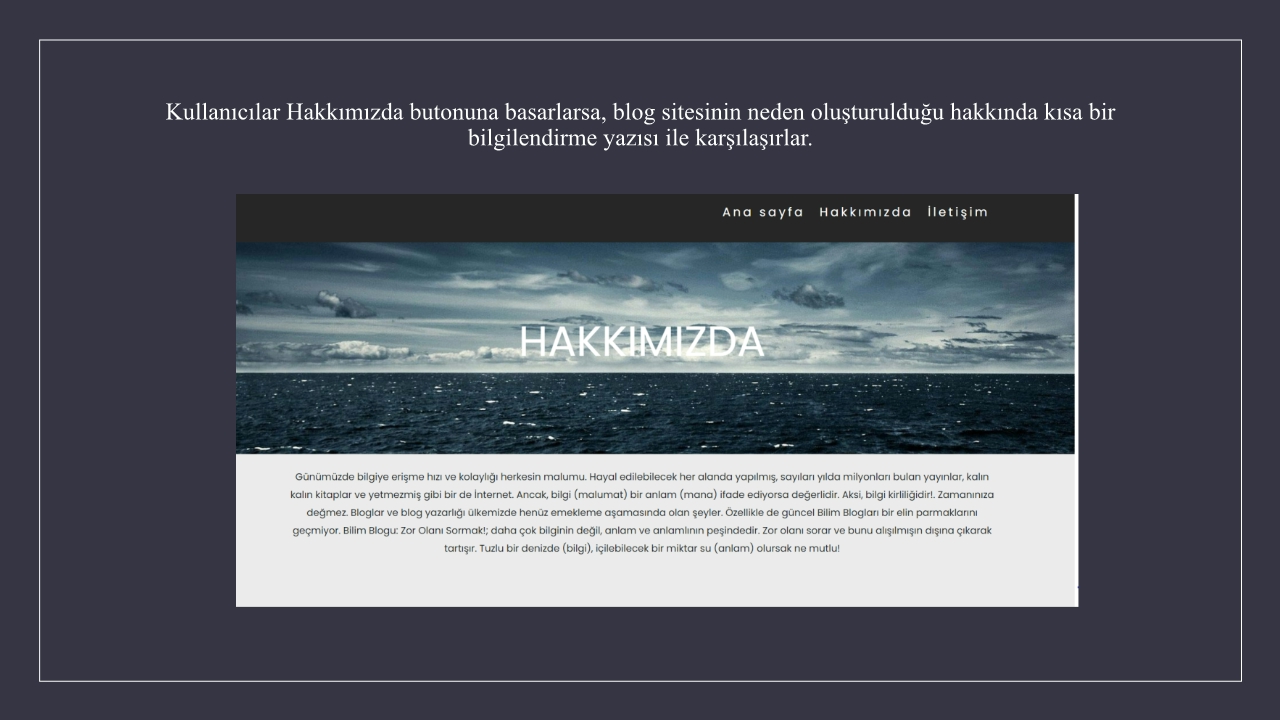 Kullanıcılar Hakkımızda butonuna basarlarsa, blog sitesinin neden oluşturulduğu hakkında kısa bir
bilgilendirme yazısı ile karşılaşırlar.
Ana sayfa Hakkımızda İletişim
HAKKIMIZDA
Günümüzde bilgiye erişme hızı ve kolaylığı herkesin malumu. Hayal edilebilecek her alanda yapılmış, sayıları yılda milyonları bulan yayınlar, kalın
kalın kitaplar ve yetmezmiş gibi bir de İnternet. Ancak, bilgi (malumat) bir anlam (mana) ifade ediyorsa değerlidir. Aksi, bilgi kirliliğidir!. Zamanınıza
değmez. Bloglar ve blog yazarlığı ülkemizde henüz emekleme aşamasında olan şeyler. Özellikle de güncel Bilim Blogları bir elin parmaklarını
geçmiyor. Bilim Blogu: Zor Olanı Sormak!; daha çok bilginin değil, anlam ve anlamlının peşindedir. Zor olanı sorar ve bunu alışılmışın dışına çıkarak
tartışır. Tuzlu bir denizde (bilgi), içilebilecek bir miktar su (anlam) olursak ne mutlu!